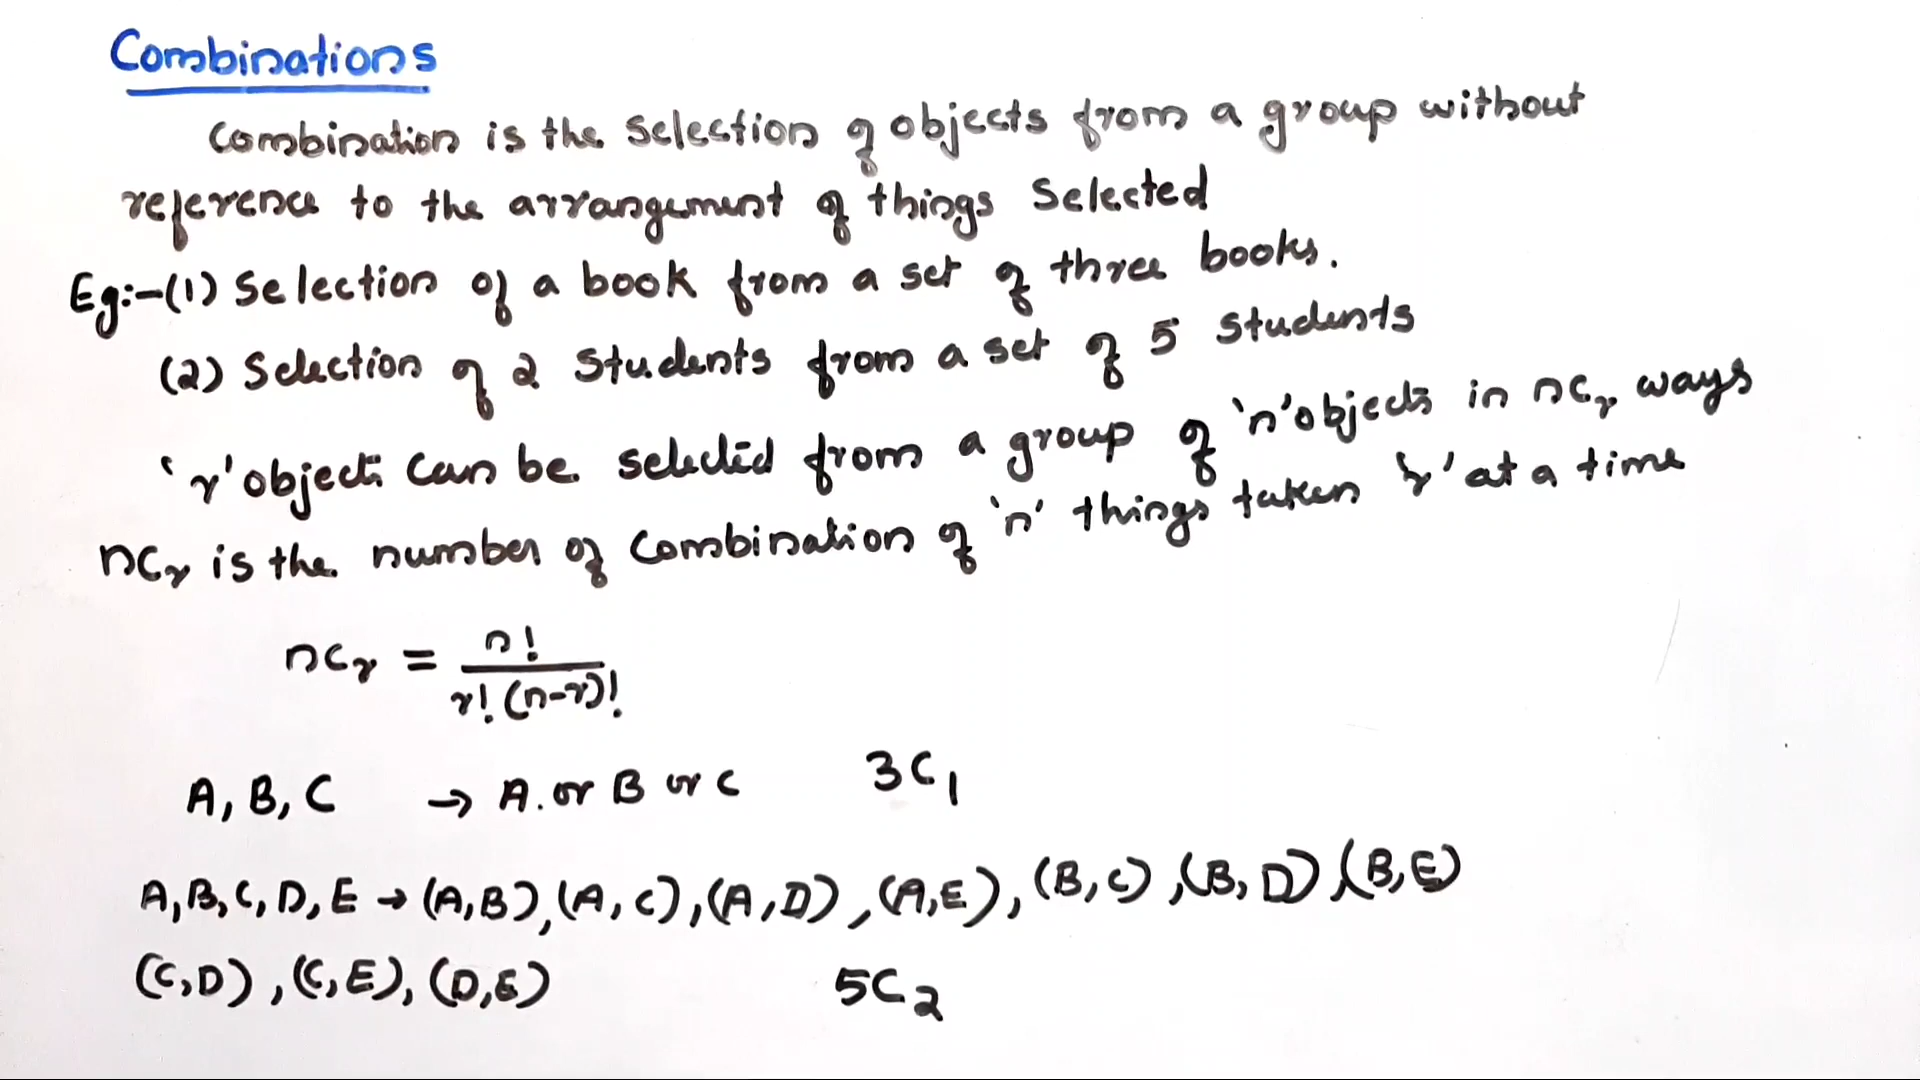 Combinations
Combination is the selection of objects from a group without
reference to the arrangement of things selected
Eg:-(1) Selection of a book from a set of three books.
(2) Selection of 2 students from a set of 5 students
'r' objects can be selected from a group of 'n' objects in nCr ways
nCr is the number of combination of 'n' things taken 'r' at a time
nCr = n! / r!(n-r)!
A, B, C → A or B or C 3C1
A, B, C, D, E → (A,B), (A,C), (A,D), (A,E), (B,C), (B,D), (B,E)
(C,D), (C,E), (D,E) 5C2